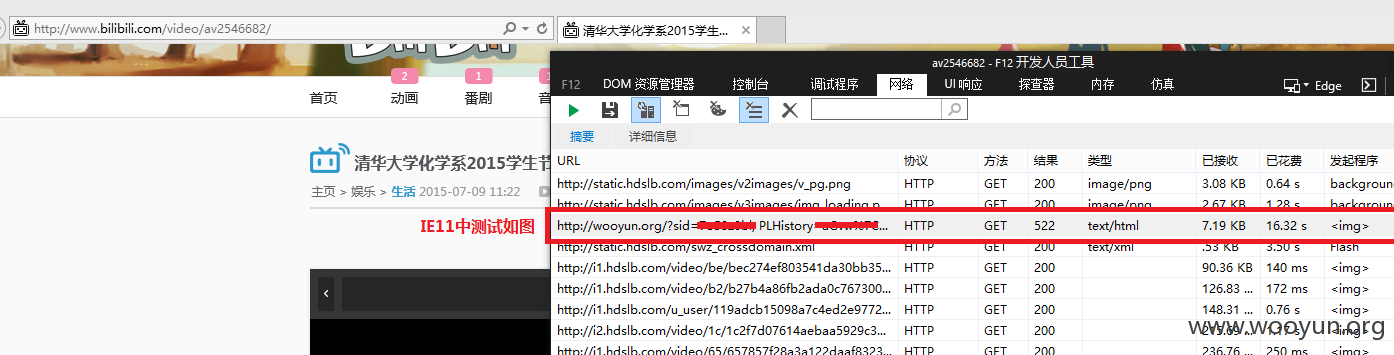 http://www.bilibili.com/video/av2546682/
清华大学化学系2015学生...
av2546682 - F12 开发人员工具
F12 DOM 资源管理器 控制台 调试程序 网络 UI 响应 探查器 内存 仿真 Edge
2 1
首页 动画 番剧
摘要 详细信息
清华大学化学系2015学生节
主页 > 娱乐 > 生活 2015-07-09 11:22
IE11中测试如图
URL 协议 方法 结果 类型 已接收 已花费 发起程序
http://static.hdslb.com/images/v2images/v_pg.png HTTP GET 200 image/png 3.08 KB 0.64 s backgroun
http://static.hdslb.com/images/v3images/img_loading.p HTTP GET 200 image/png 2.67 KB 1.28 s backgroun
http://wooyun.org/?sid= PLHistory HTTP GET 522 text/html 7.19 KB 16.32 s <img>
http://static.hdslb.com/swz_crossdomain.xml HTTP GET 200 text/xml .53 KB 3.50 s Flash
http://i1.hdslb.com/video/be/bec274ef803541da30bb35... HTTP GET 200 90.36 KB 140 ms <img>
http://i1.hdslb.com/video/b2/b27b4a86fb2ada0c767300... HTTP GET 200 126.83 ... 172 ms <img>
http://i1.hdslb.com/u_user/119adcb15098a7c4ed2e9772... HTTP GET 200 148.31 ... 0.76 s <img>
http://i2.hdslb.com/video/1c/1c2f7d07614aebaa5929c3... HTTP GET 200 <img>
http://i2.hdslb.com/video/65/657857f28a3a122daaf8323... HTTP GET 200 236.76 ... 250 ms <img>
www.wooyun.org